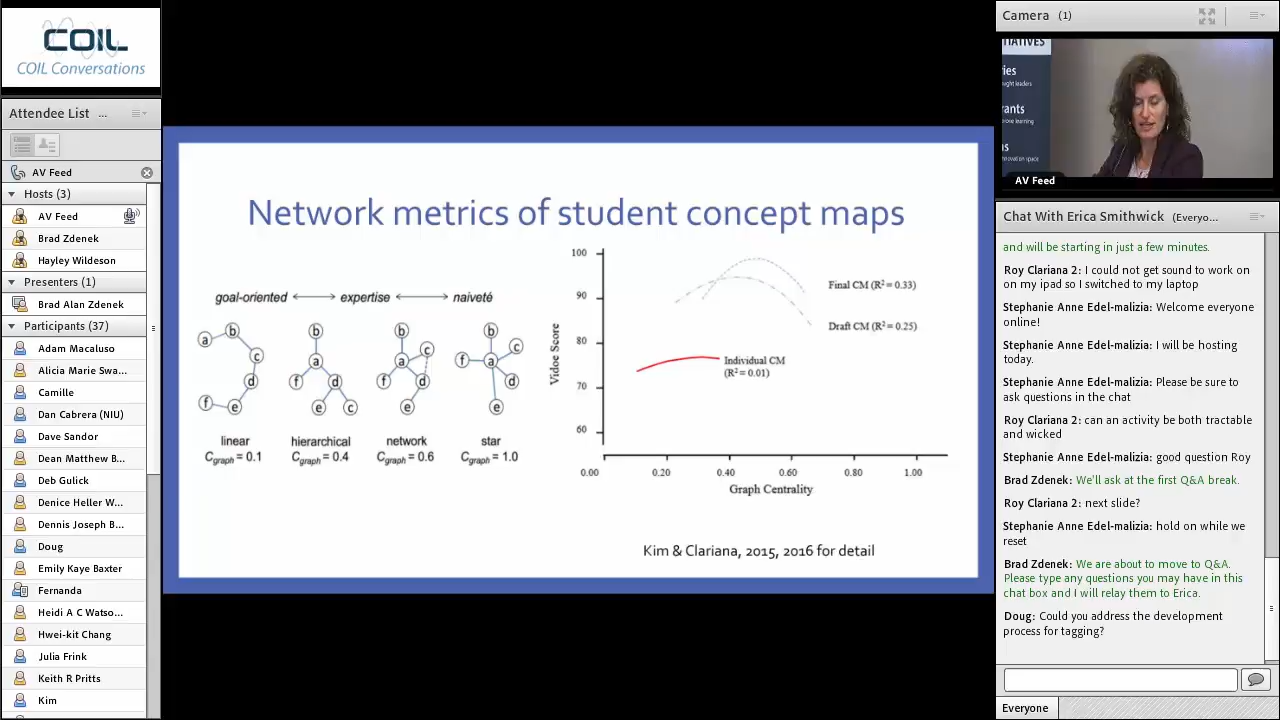 COIL
COIL Conversations
Attendee List ...
AV Feed
Hosts (3)
AV Feed
Brad Zdenek
Hayley Wildeson
Presenters (1)
Brad Alan Zdenek
Participants (37)
Adam Macaluso
Alicia Marie Swa...
Camille
Dan Cabrera (NIU)
Dave Sandor
Dean Matthew B...
Deb Gulick
Denice Heller W...
Dennis Joseph B...
Doug
Emily Kaye Baxter
Fernanda
Heidi A C Watso...
Hwei-kit Chang
Julia Frink
Keith R Pritts
Kim
Network metrics of student concept maps
goal-oriented expertise naiveté
a b c d e f
b a f d e c
b c a f d e
b c f a d e
linear hierarchical network star
Cgraph = 0.1 Cgraph = 0.4 Cgraph = 0.6 Cgraph = 1.0
Vidoe Score
100
90
80
70
60
0.00 0.20 0.40 0.60 0.80 1.00
Graph Centrality
Final CM (R²= 0.33)
Draft CM (R²= 0.25)
Individual CM
(R²= 0.01)
Kim & Clariana, 2015, 2016 for detail
Camera (1)
AV Feed
Chat With Erica Smithwick (Everyo...
and will be starting in just a few minutes.
Roy Clariana 2: I could not get sound to work on
on my ipad so I switched to my laptop
Stephanie Anne Edel-malizia: Welcome everyone
online!
Stephanie Anne Edel-malizia: I will be hosting
today.
Stephanie Anne Edel-malizia: Please be sure to
ask questions in the chat
Roy Clariana 2: can an activity be both tractable
and wicked
Stephanie Anne Edel-malizia: good question Roy
Brad Zdenek: We'll ask at the first Q&A break.
Roy Clariana 2: next slide?
Stephanie Anne Edel-malizia: hold on while we
reset
Brad Zdenek: We are about to move to Q&A.
Please type any questions you may have in this
chat box and I will relay them to Erica.
Doug: Could you address the development
process for tagging?
Everyone